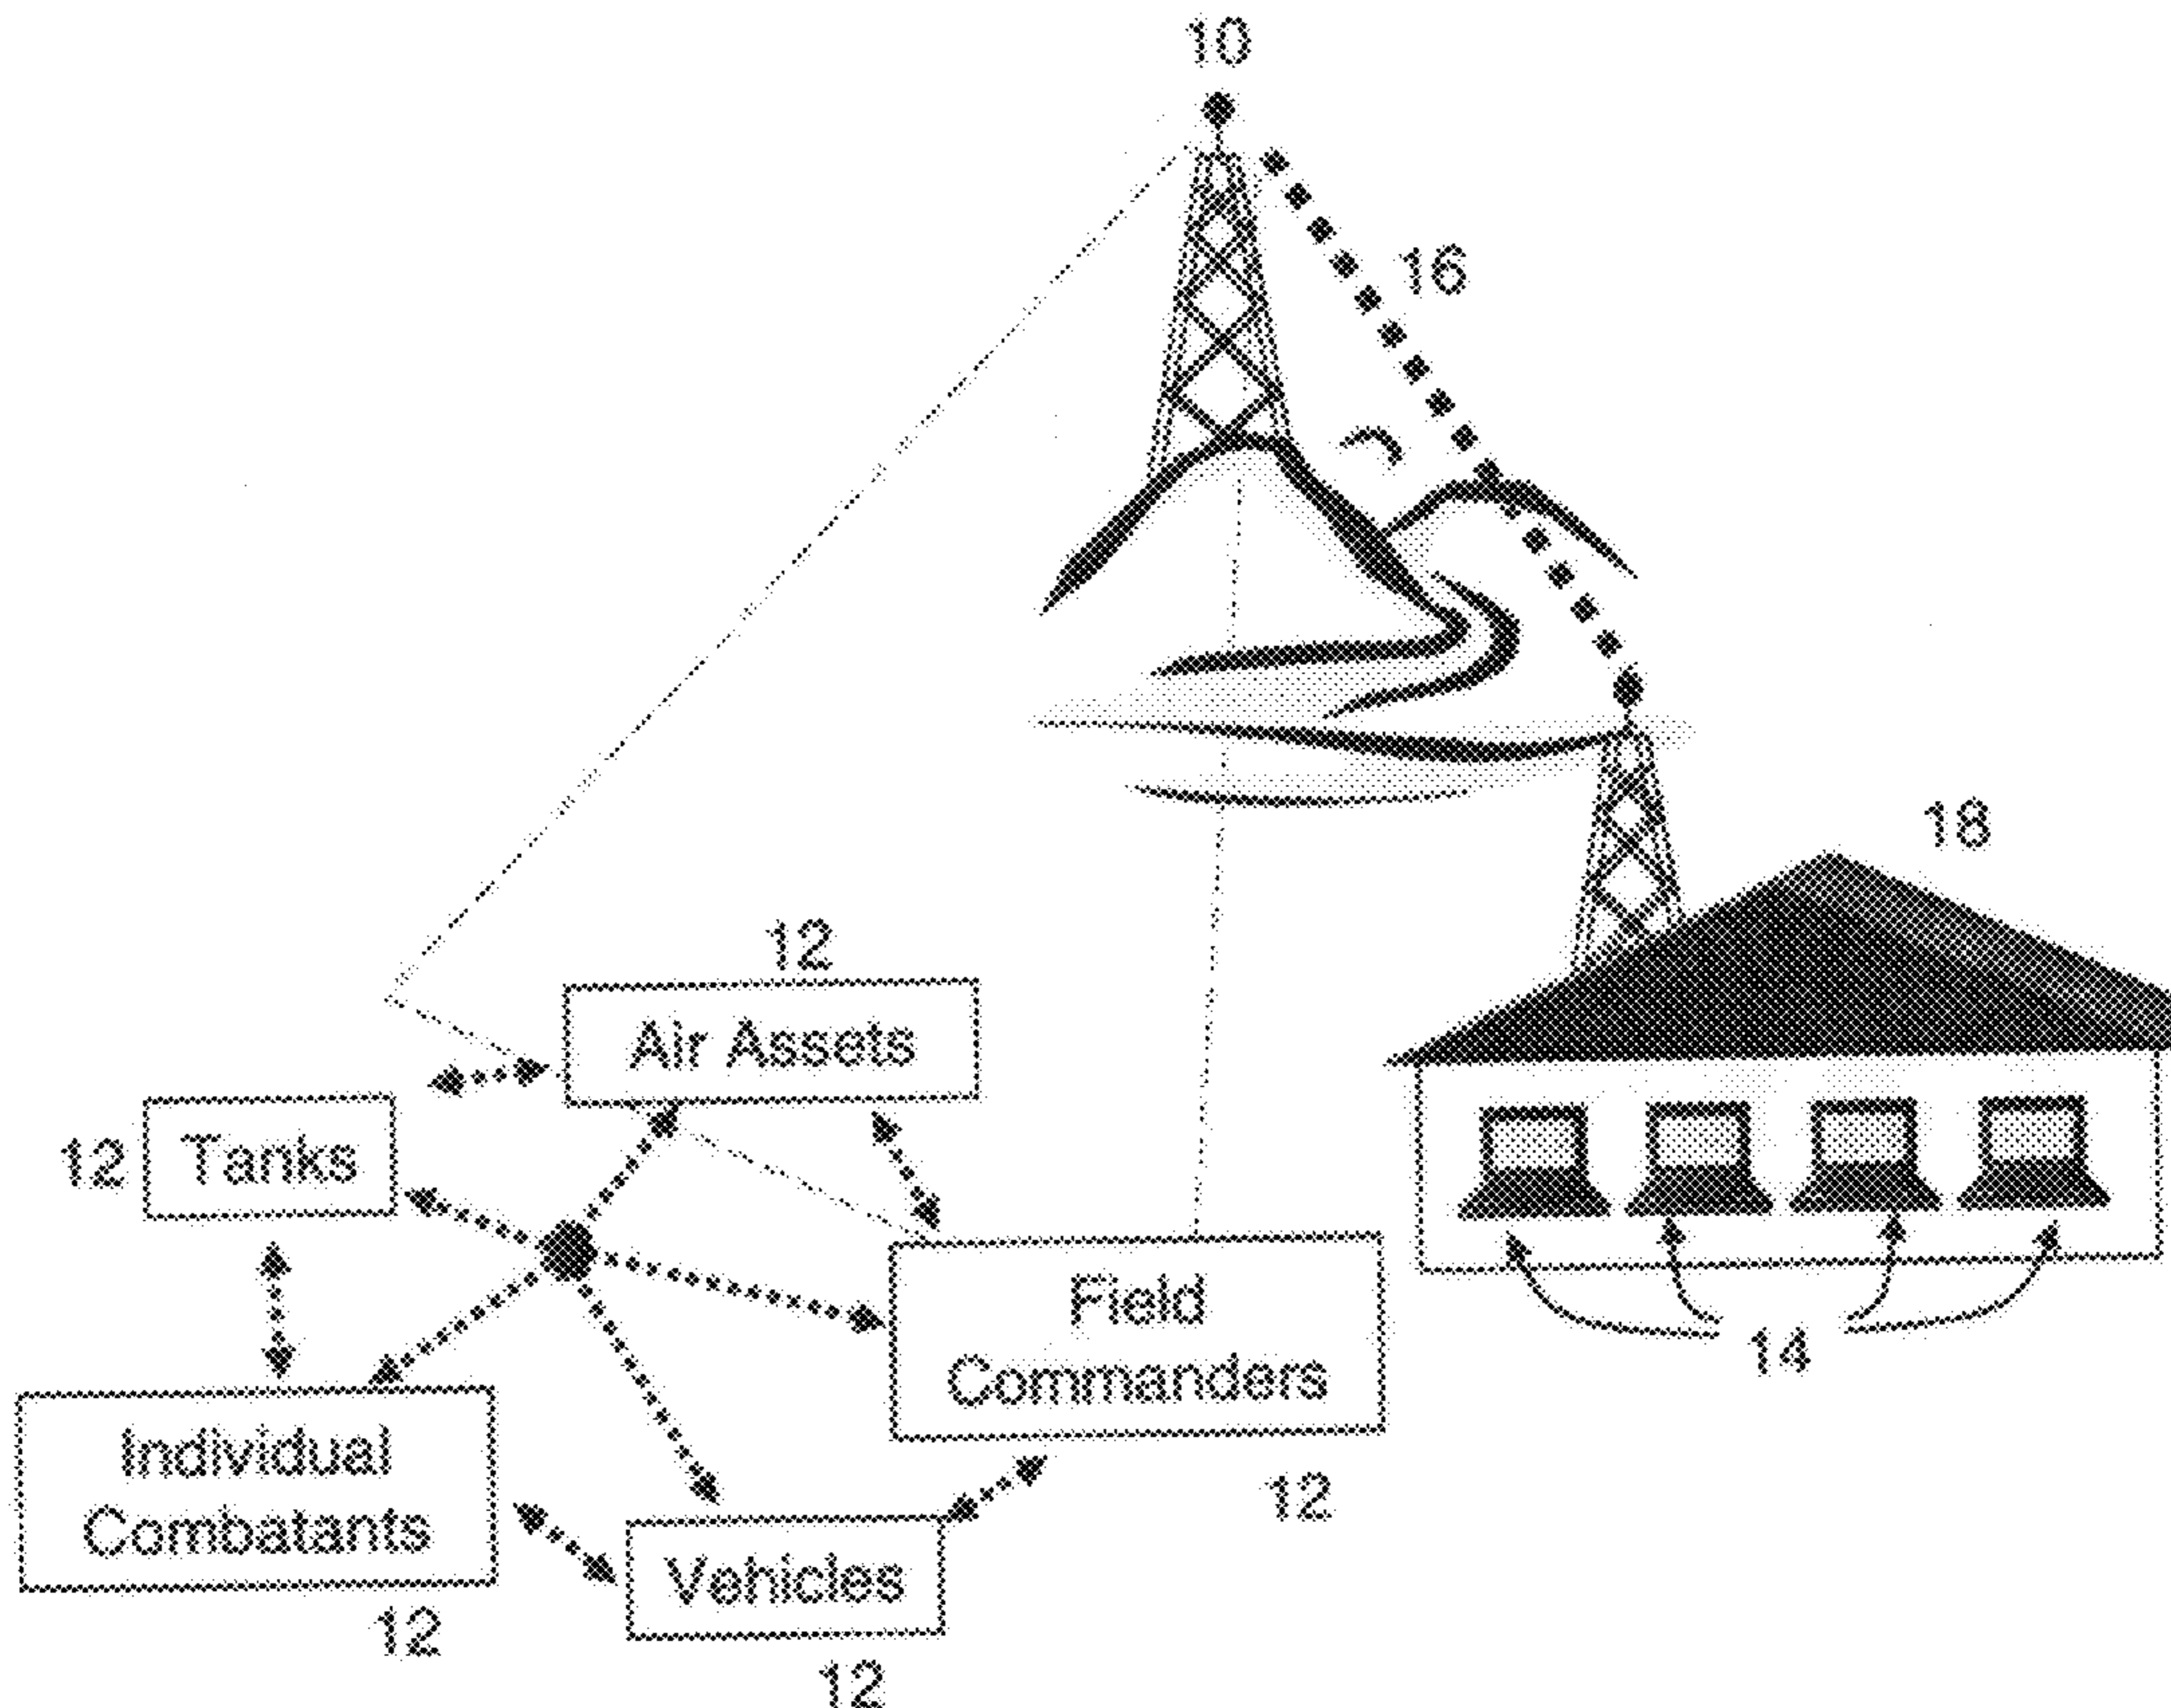 10
16
18
12
Air Assets
12
Tanks
Field
Commanders
14
Individual
Combatants
12
Vehicles
12
12